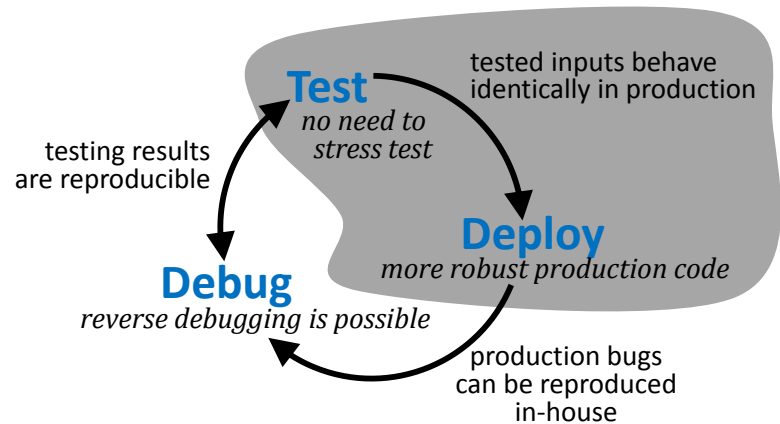 Test
no need to
stress test
tested inputs behave
identically in production
testing results
are reproducible
Deploy
more robust production code
Debug
reverse debugging is possible
production bugs
can be reproduced
in-house